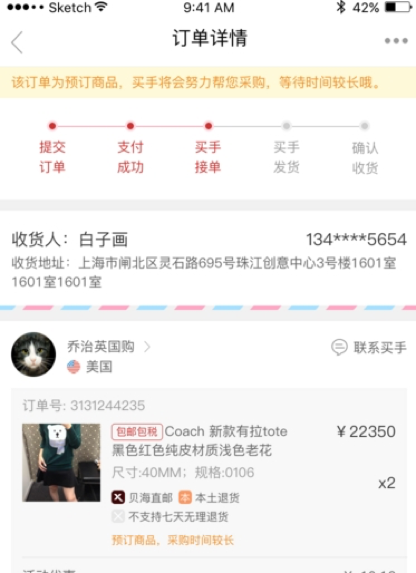 Sketch 9:41 AM 42%
订单详情
该订单为预订商品，买手将会努力帮您采购，等待时间较长哦。
提交 支付 买手 买手 确认
订单 成功 接单 发货 收货
收货人：白子画 134****5654
收货地址：上海市闸北区灵石路695号珠江创意中心3号楼1601室
1601室1601室
乔治英国购 联系买手
美国
订单号: 3131244235
包邮包税 Coach 新款有拉tote ￥22350
黑色红色纯皮材质浅色老花
尺寸:40MM；规格:0106 x2
贝海直邮 本 本土退货
不支持七天无理退货
预订商品，采购时间较长